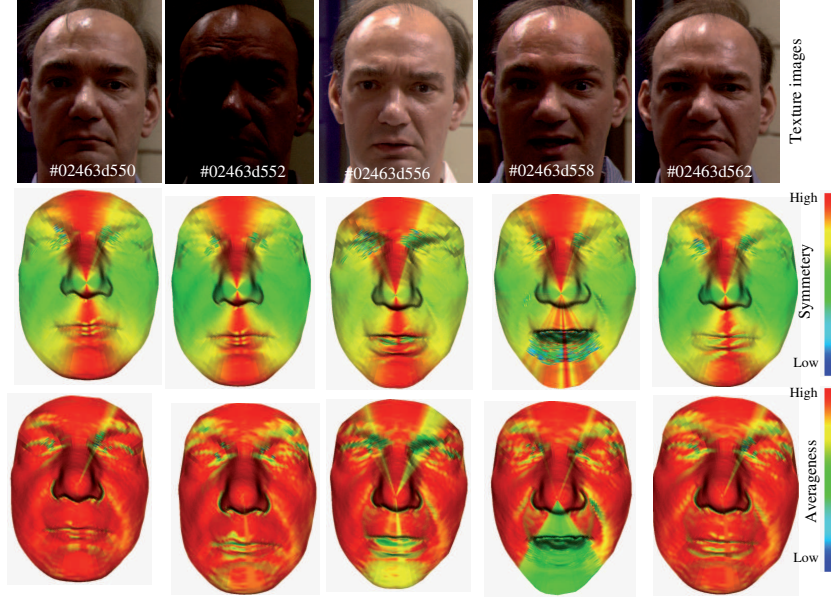 #02463d550
#02463d552
#02463d556
#02463d558
#02463d562
Texture images
High
Symmetery
Low
High
Averageness
Low